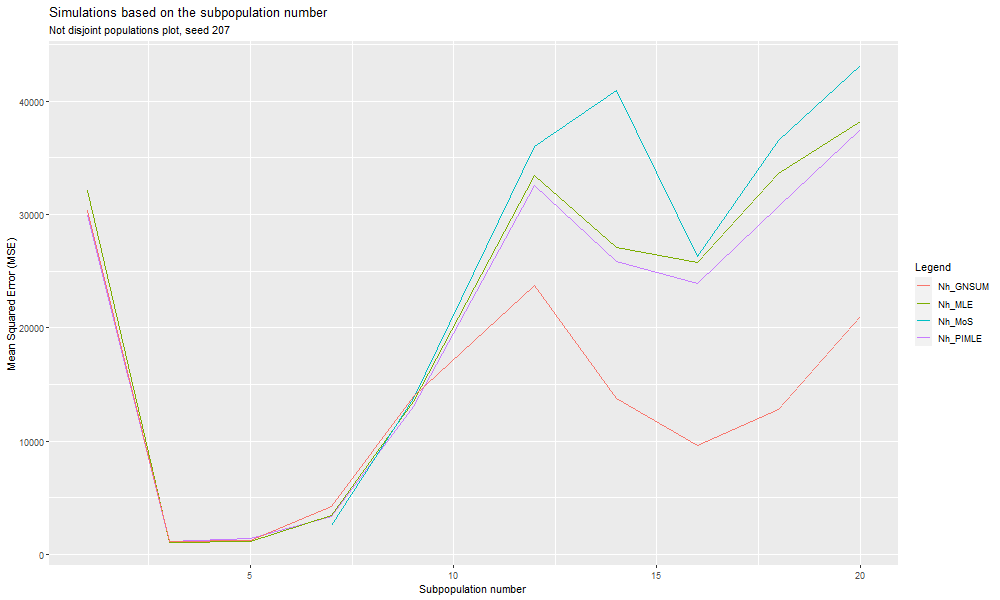 Simulations based on the subpopulation number
Not disjoint populations plot, seed 207
Mean Squared Error (MSE)
40000
30000
20000
10000
0
5
10
15
20
Subpopulation number
Legend
Nh_GNSUM
Nh_MLE
Nh_MoS
Nh_PIMLE